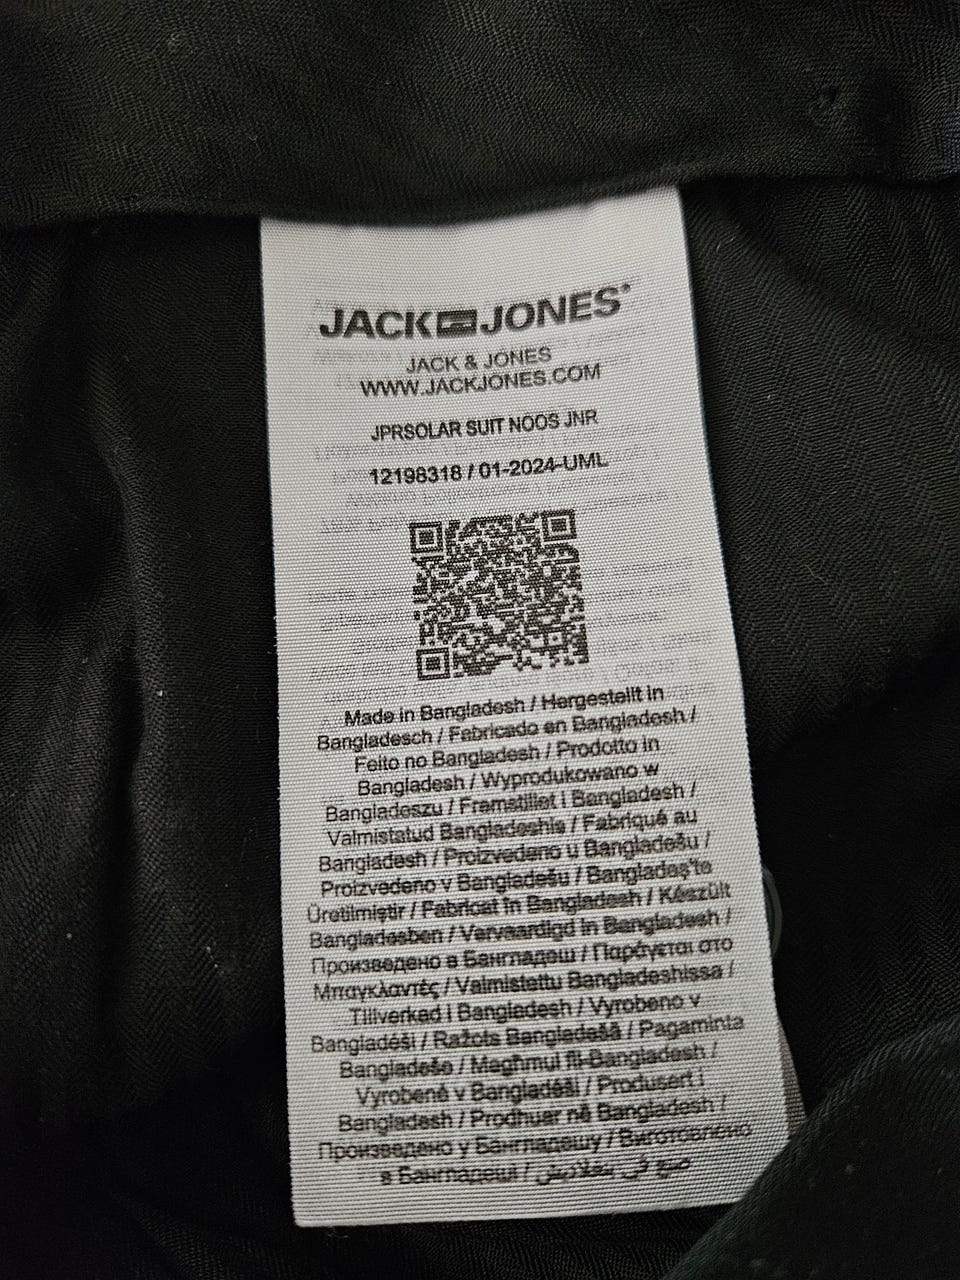 JACK JONES®
JACK & JONES
WWW.JACKJONES.COM
JPRSOLAR SUIT NOOS JNR
12198318 / 01-2024-UML
Made in Bangladesh / Hergestellt in
Bangladesch / Fabricado en Bangladesh /
Feito no Bangladesh / Prodotto in
Bangladesh / Wyprodukowano w
Bangladeszu / Fremstillet i Bangladesh /
Valmistatud Bangladeshis / Fabriqué au
Bangladesh / Proizvedeno u Bangladešu /
Proizvedeno v Bangladešu / Bangladeş'te
Üretilmiştir / Fabricat în Bangladesh / Készült
Bangladesben / Vervaardigd in Bangladesh /
Произведено в Бангладеш / Παράγεται στο
Μπαγκλαντές / Valmistettu Bangladeshissa /
Tillverkad i Bangladesh / Vyrobeno v
Bangladéši / Ražots Bangladešā / Pagaminta
Bangladeše / Magħmul fil-Bangladesh /
Vyrobené v Bangladéši / Produsert i
Bangladesh / Prodhuar në Bangladesh /
Произведено у Бангладешу / Виготовлено
в Бангладеші / صنع في بنغلاديش